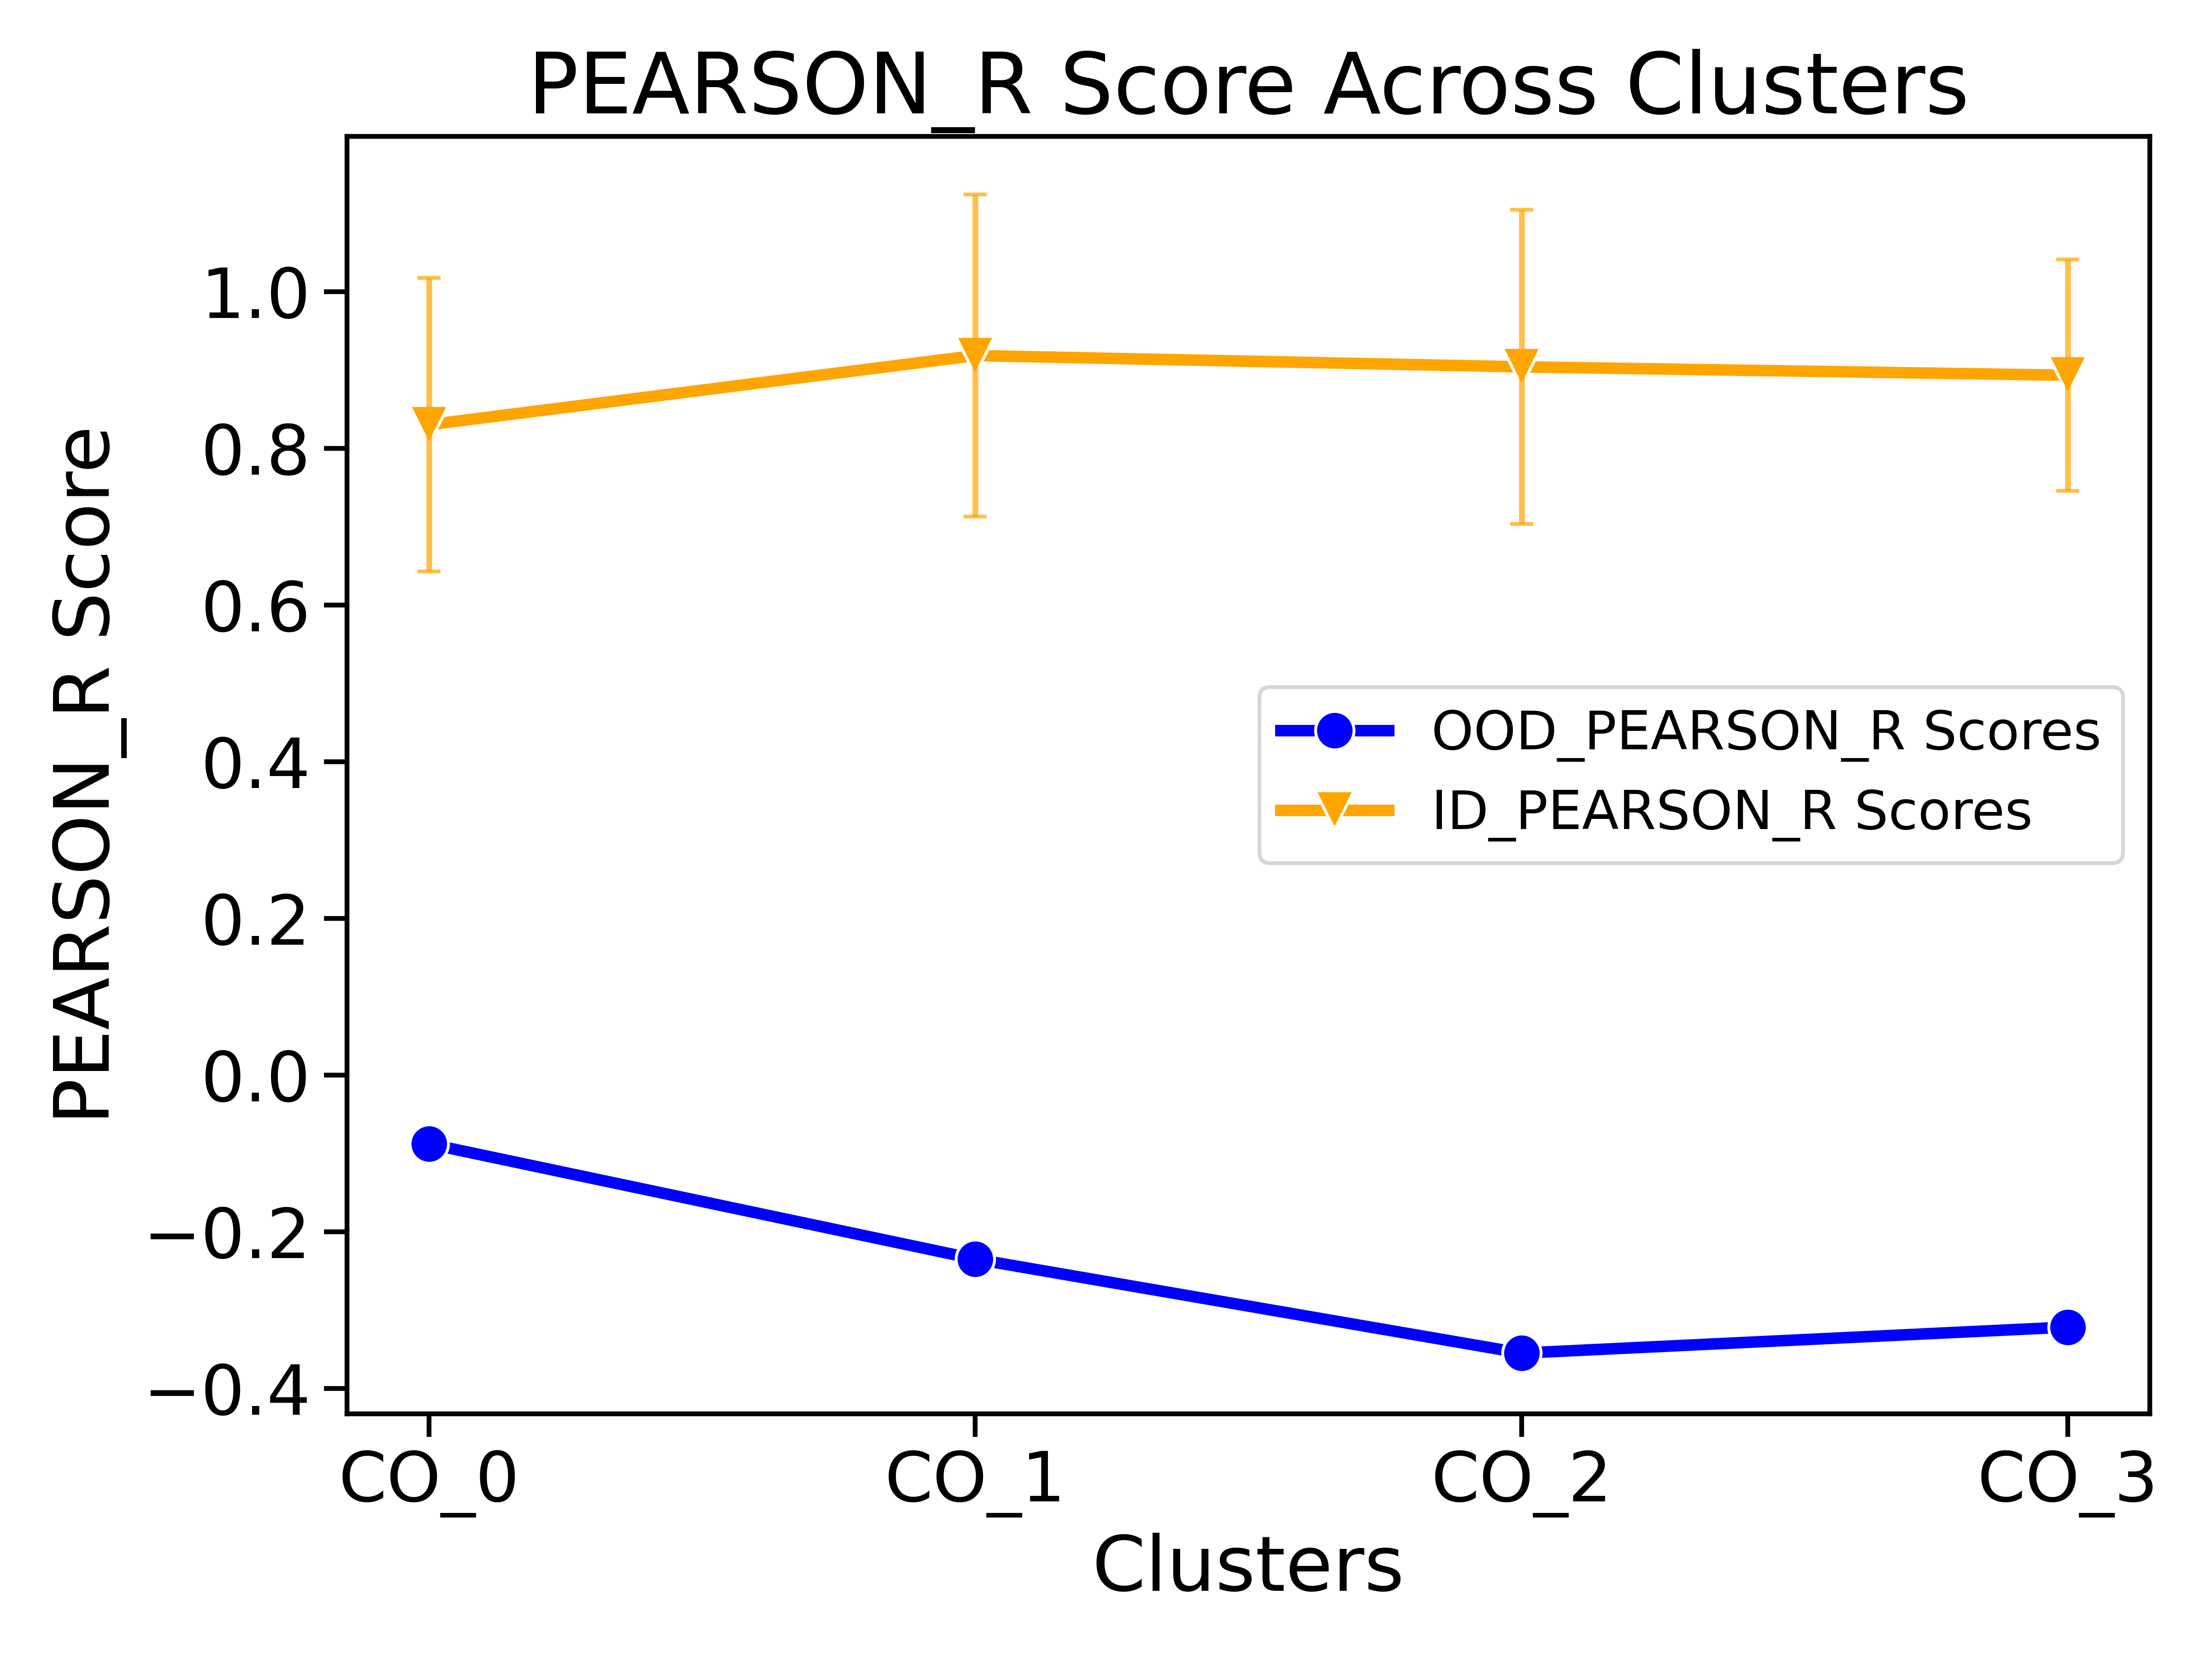 PEARSON_R Score Across Clusters
PEARSON_R Score
1.0
0.8
0.6
0.4
0.2
0.0
−0.2
−0.4
OOD_PEARSON_R Scores
ID_PEARSON_R Scores
CO_0 CO_1 CO_2 CO_3
Clusters